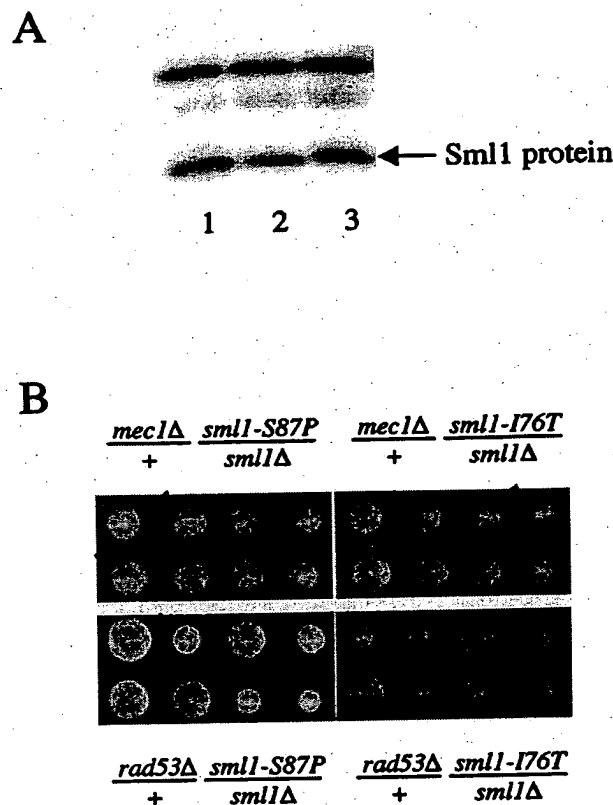 A
Sml1 protein
1 2 3
B
mec1Δ sml1-S87P mec1Δ sml1-I76T
+ sml1Δ + sml1Δ
rad53Δ sml1-S87P rad53Δ sml1-I76T
+ sml1Δ + sml1Δ